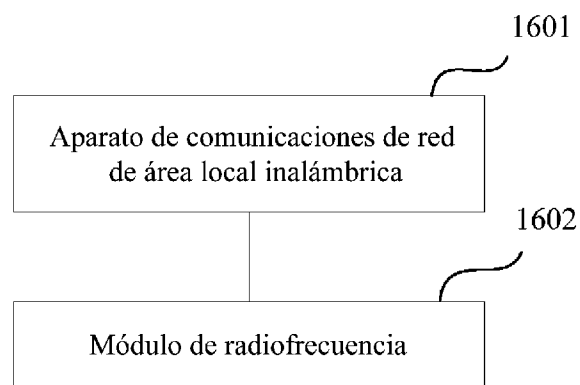 1601
Aparato de comunicaciones de red
de área local inalámbrica
1602
Módulo de radiofrecuencia